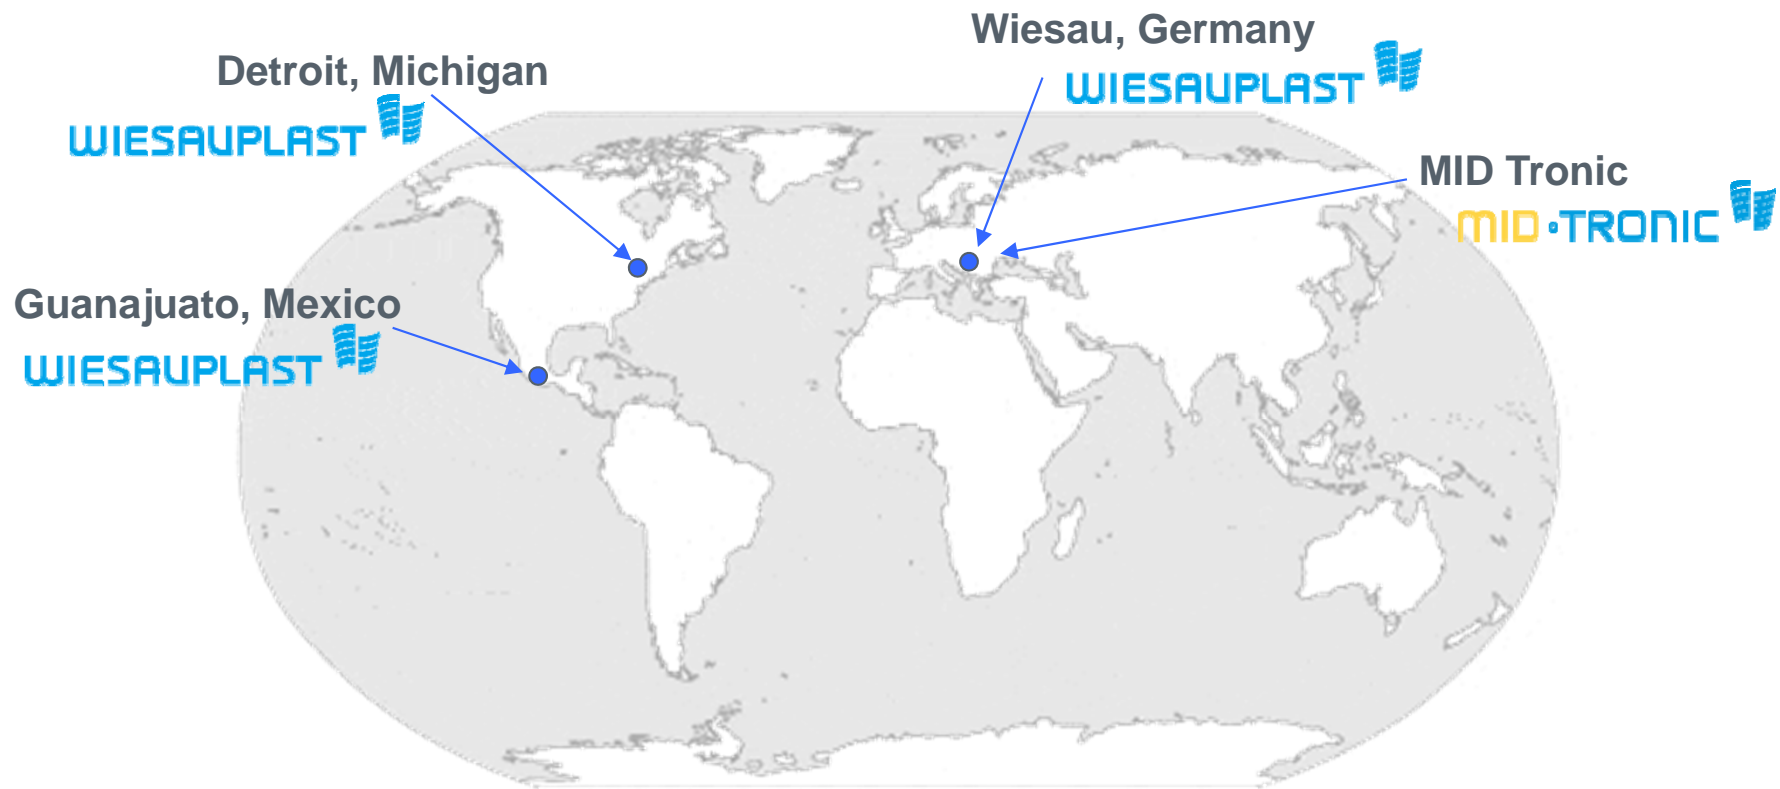 Wiesau, Germany
WIESAUPLAST
Detroit, Michigan
WIESAUPLAST
MID Tronic
MID·TRONIC
Guanajuato, Mexico
WIESAUPLAST